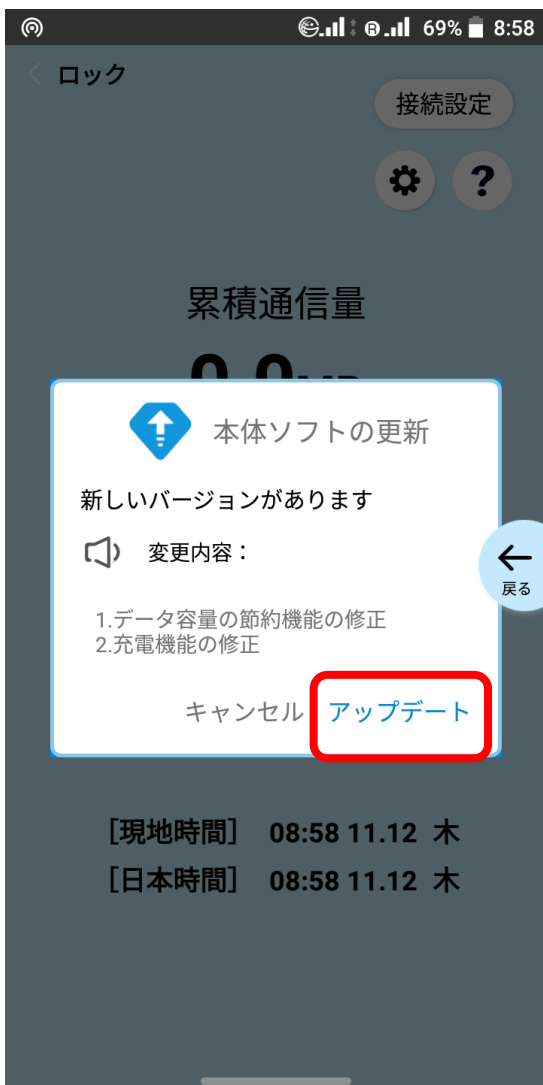 69% 8:58
ロック
接続設定
?
累積通信量
本体ソフトの更新
新しいバージョンがあります
変更内容：
戻る
1.データ容量の節約機能の修正
2.充電機能の修正
キャンセル アップデート
［現地時間］ 08:58 11.12 木
［日本時間］ 08:58 11.12 木